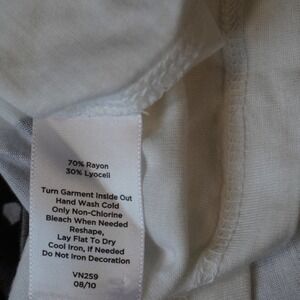 70% Rayon
30% Lyocell
Turn Garment Inside Out
Hand Wash Cold
Only Non-Chlorine
Bleach When Needed
Reshape,
Lay Flat To Dry
Cool Iron, If Needed
Do Not Iron Decoration
VN259
08/10